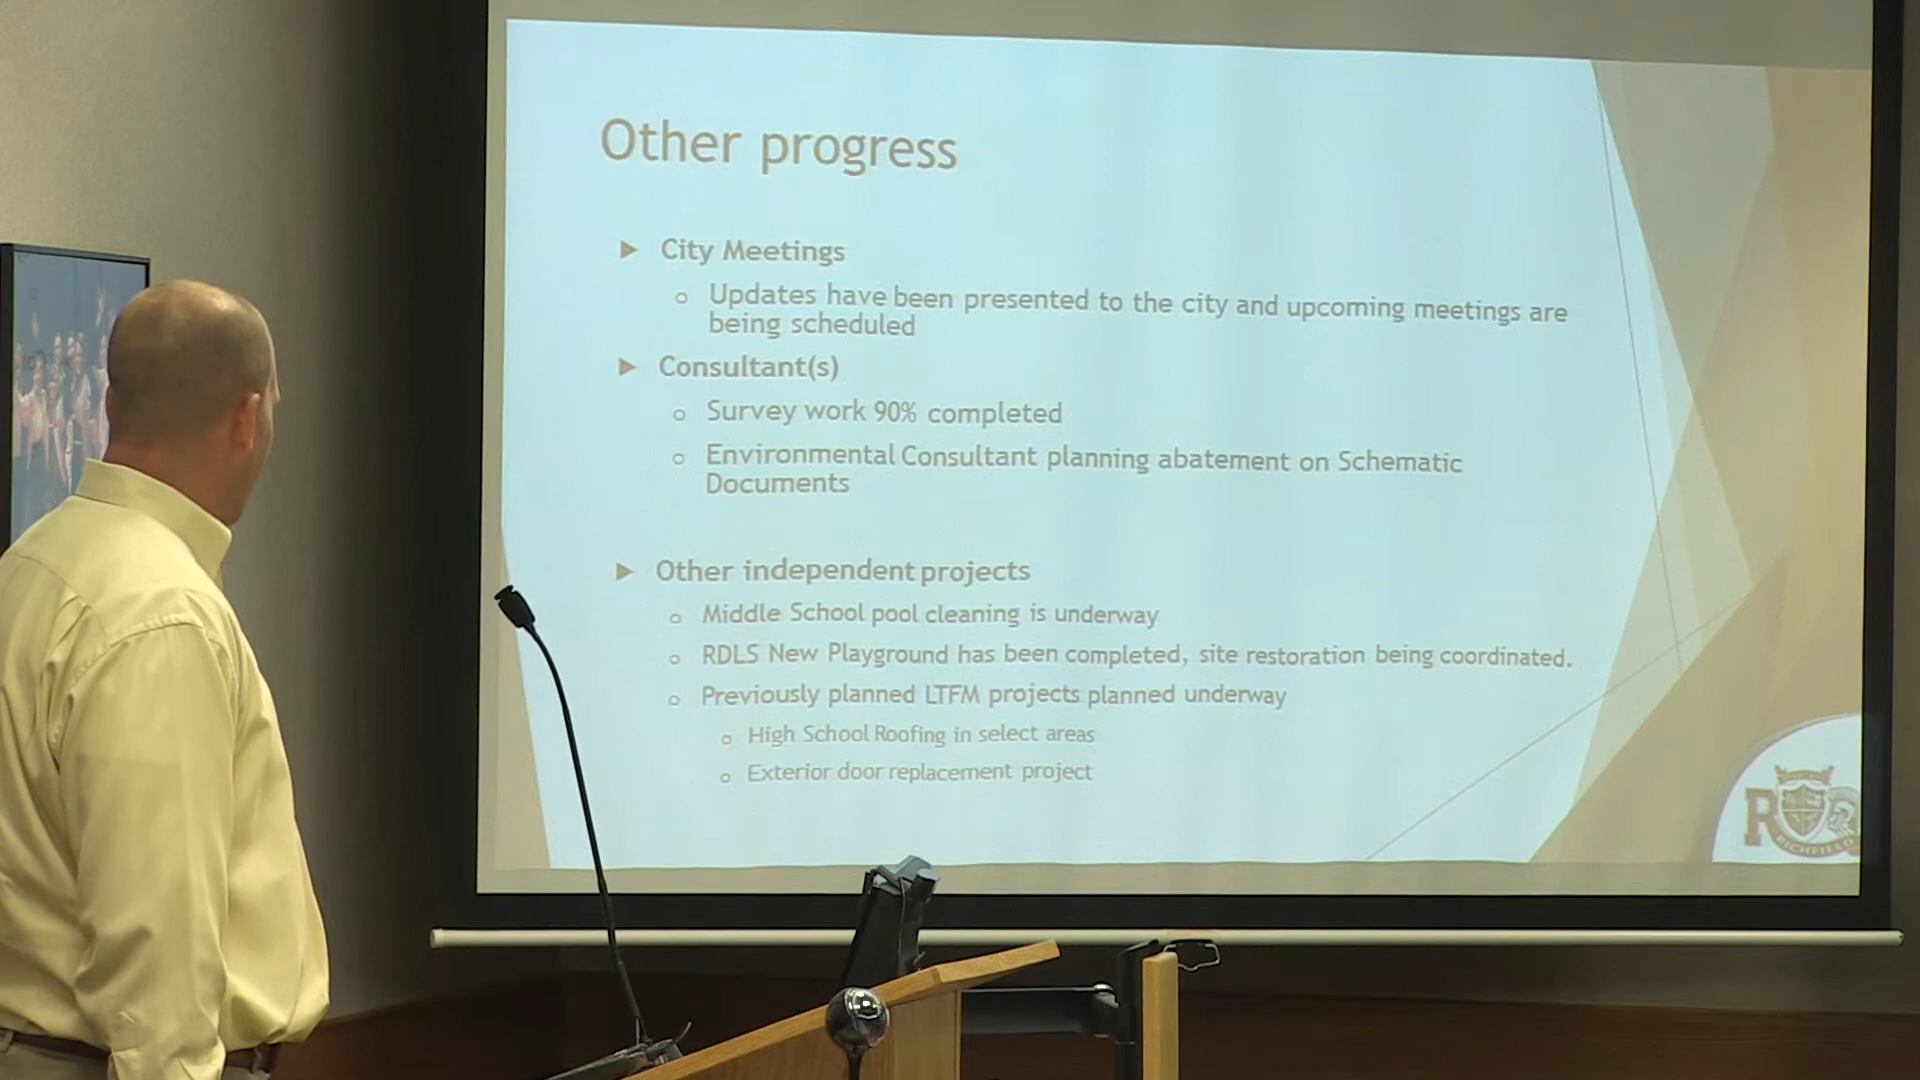 Other progress
City Meetings
Updates have been presented to the city and upcoming meetings are
being scheduled
Consultant(s)
Survey work 90% completed
Environmental Consultant planning abatement on Schematic
Documents
Other independent projects
Middle School pool cleaning is underway
RDLS New Playground has been completed, site restoration being coordinated.
Previously planned LTFM projects planned underway
High School Roofing in select areas
Exterior door replacement project
R
RICHFIELD